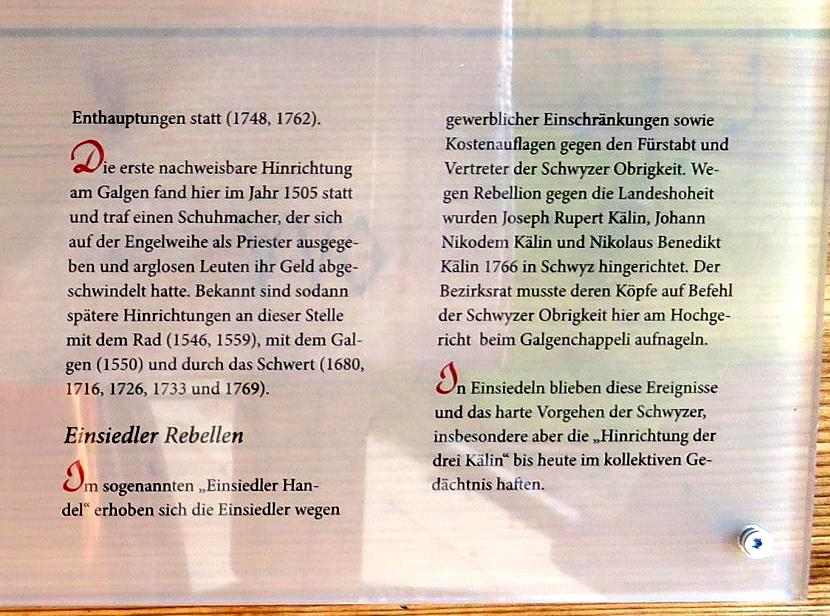 Enthauptungen statt (1748, 1762).
Die erste nachweisbare Hinrichtung
am Galgen fand hier im Jahr 1505 statt
und traf einen Schuhmacher, der sich
auf der Engelweihe als Priester ausgege-
ben und arglosen Leuten ihr Geld abge-
schwindelt hatte. Bekannt sind sodann
spätere Hinrichtungen an dieser Stelle
mit dem Rad (1546, 1559), mit dem Gal-
gen (1550) und durch das Schwert (1680,
1716, 1726, 1733 und 1769).
Einsiedler Rebellen
Im sogenannten „Einsiedler Han-
del“ erhoben sich die Einsiedler wegen
gewerblicher Einschränkungen sowie
Kostenauflagen gegen den Fürstabt und
Vertreter der Schwyzer Obrigkeit. We-
gen Rebellion gegen die Landeshoheit
wurden Joseph Rupert Kälin, Johann
Nikodem Kälin und Nikolaus Benedikt
Kälin 1766 in Schwyz hingerichtet. Der
Bezirksrat musste deren Köpfe auf Befehl
der Schwyzer Obrigkeit hier am Hochge-
richt beim Galgenchappeli aufnageln.
In Einsiedeln blieben diese Ereignisse
und das harte Vorgehen der Schwyzer,
insbesondere aber die „Hinrichtung der
drei Kälin“ bis heute im kollektiven Ge-
dächtnis haften.